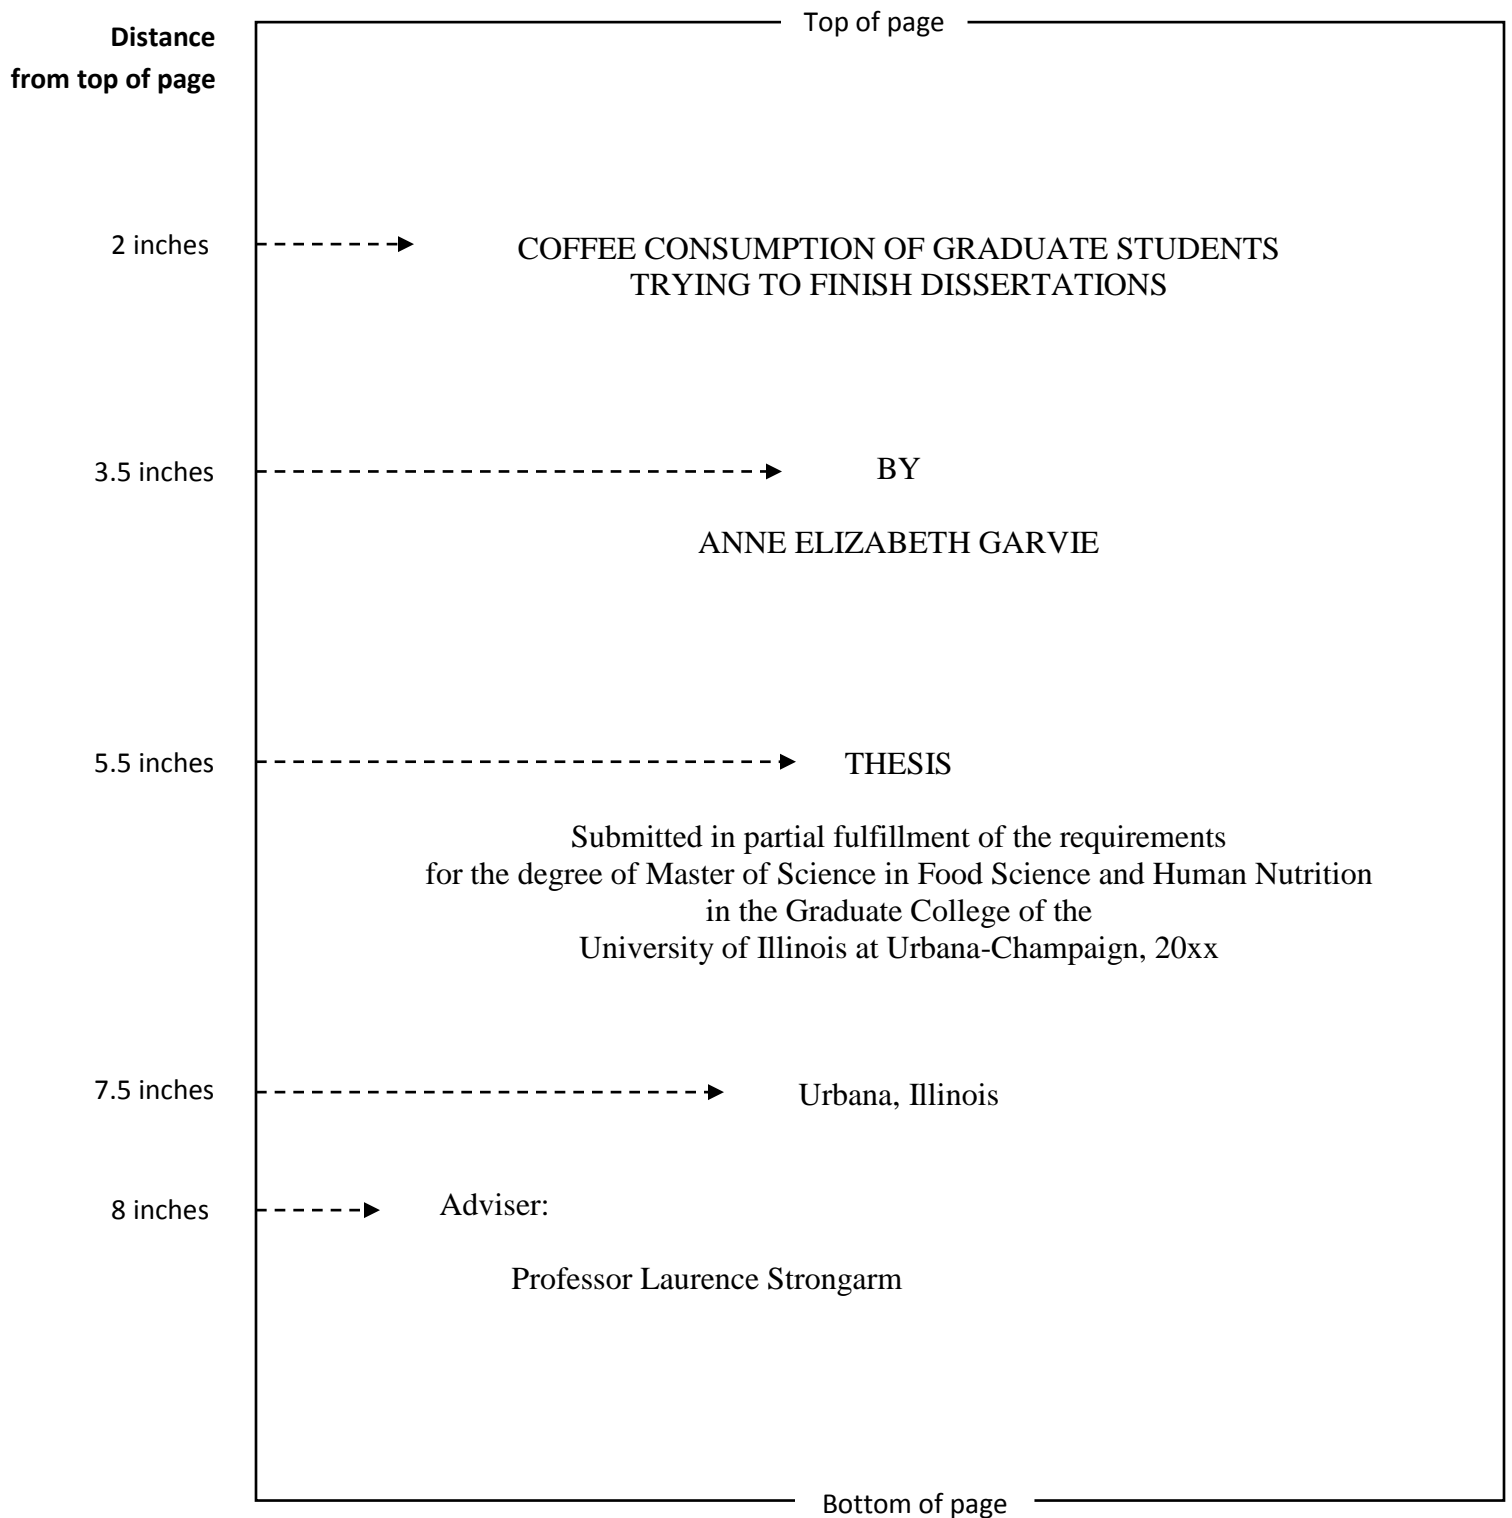 Top of page
Distance
from top of page
2 inches
COFFEE CONSUMPTION OF GRADUATE STUDENTS
TRYING TO FINISH DISSERTATIONS
3.5 inches
BY
ANNE ELIZABETH GARVIE
5.5 inches
THESIS
Submitted in partial fulfillment of the requirements
for the degree of Master of Science in Food Science and Human Nutrition
in the Graduate College of the
University of Illinois at Urbana-Champaign, 20xx
7.5 inches
Urbana, Illinois
8 inches
Adviser:
Professor Laurence Strongarm
Bottom of page